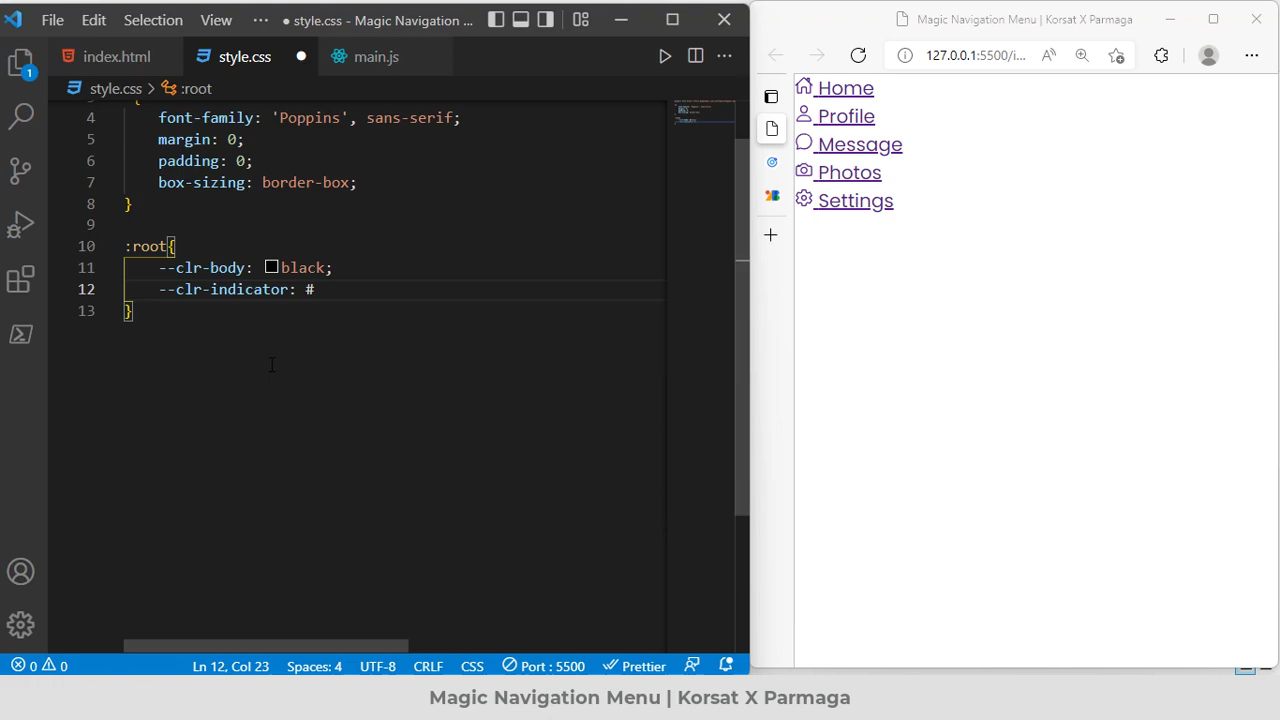 File Edit Selection View ··· ● style.css - Magic Navigation ...
index.html style.css ● main.js
style.css > :root
4 font-family: 'Poppins', sans-serif;
5 margin: 0;
6 padding: 0;
7 box-sizing: border-box;
8 }
9
10 :root{
11 --clr-body: black;
12 --clr-indicator: #
13 }
1
0 0 Ln 12, Col 23 Spaces: 4 UTF-8 CRLF CSS Port : 5500 Prettier
Magic Navigation Menu | Korsat X Parmaga
127.0.0.1:5500/i...
Home
Profile
Message
Photos
Settings
Magic Navigation Menu | Korsat X Parmaga